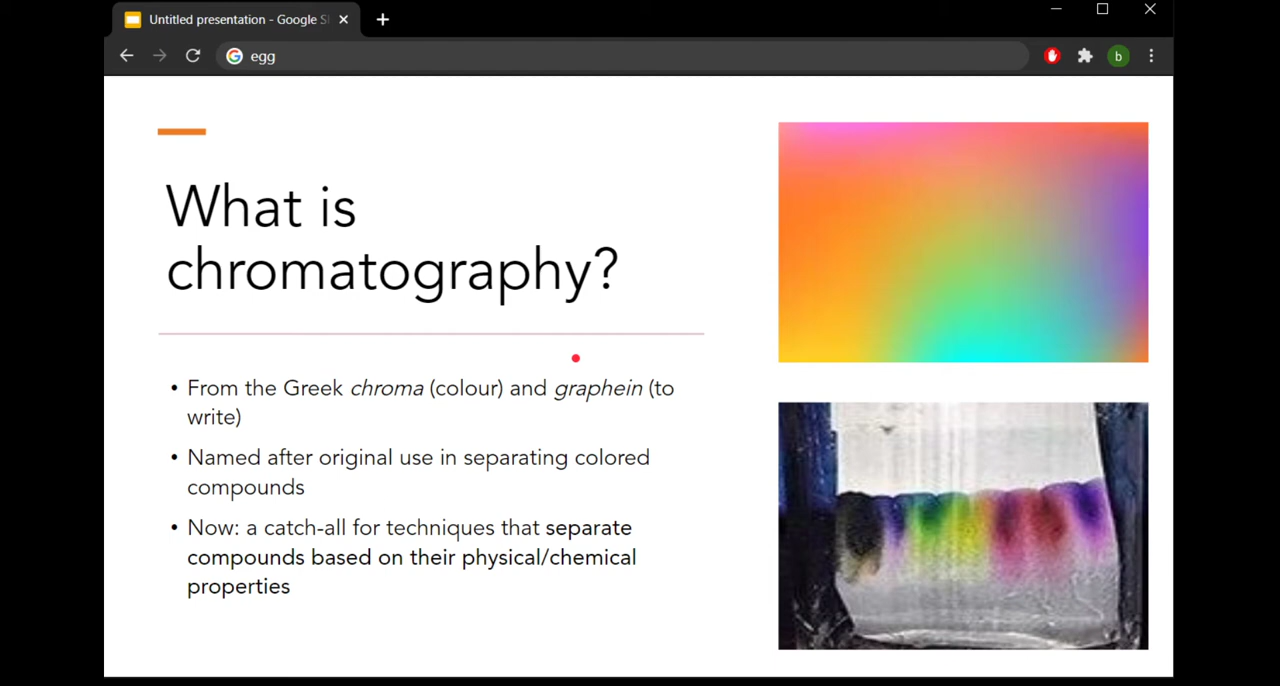 Untitled presentation - Google S
egg
b
What is
chromatography?
• From the Greek chroma (colour) and graphein (to
write)
• Named after original use in separating colored
compounds
• Now: a catch-all for techniques that separate
compounds based on their physical/chemical
properties